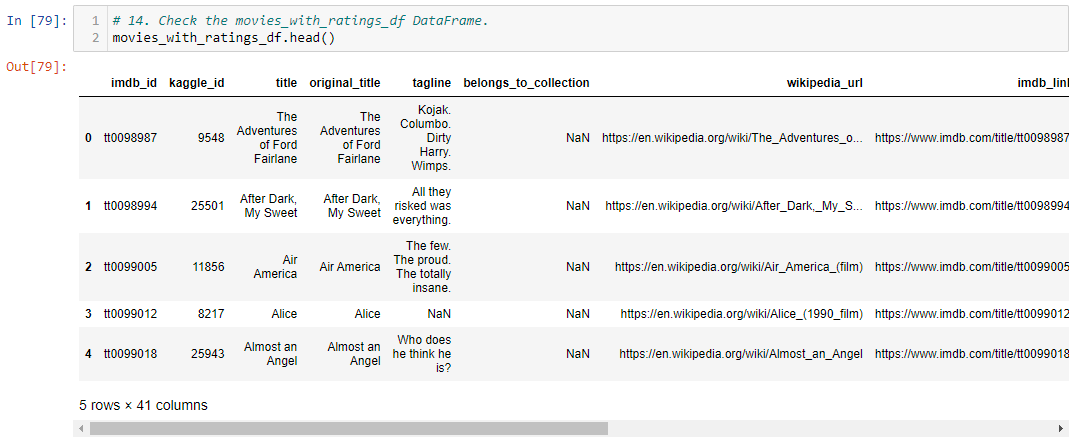 In [79]:
1 # 14. Check the movies_with_ratings_df DataFrame.
2 movies_with_ratings_df.head()
Out[79]:
imdb_id kaggle_id title original_title tagline belongs_to_collection wikipedia_url imdb_link
0 tt0098987 9548 The Adventures of Ford Fairlane The Adventures of Ford Fairlane Kojak. Columbo. Dirty Harry. Wimps. NaN https://en.wikipedia.org/wiki/The_Adventures_o... https://www.imdb.com/title/tt0098987
1 tt0098994 25501 After Dark, My Sweet After Dark, My Sweet All they risked was everything. NaN https://en.wikipedia.org/wiki/After_Dark,_My_S... https://www.imdb.com/title/tt0098994
2 tt0099005 11856 Air America Air America The few. The proud. The totally insane. NaN https://en.wikipedia.org/wiki/Air_America_(film) https://www.imdb.com/title/tt0099005
3 tt0099012 8217 Alice Alice NaN NaN https://en.wikipedia.org/wiki/Alice_(1990_film) https://www.imdb.com/title/tt0099012
4 tt0099018 25943 Almost an Angel Almost an Angel Who does he think he is? NaN https://en.wikipedia.org/wiki/Almost_an_Angel https://www.imdb.com/title/tt0099018
5 rows × 41 columns